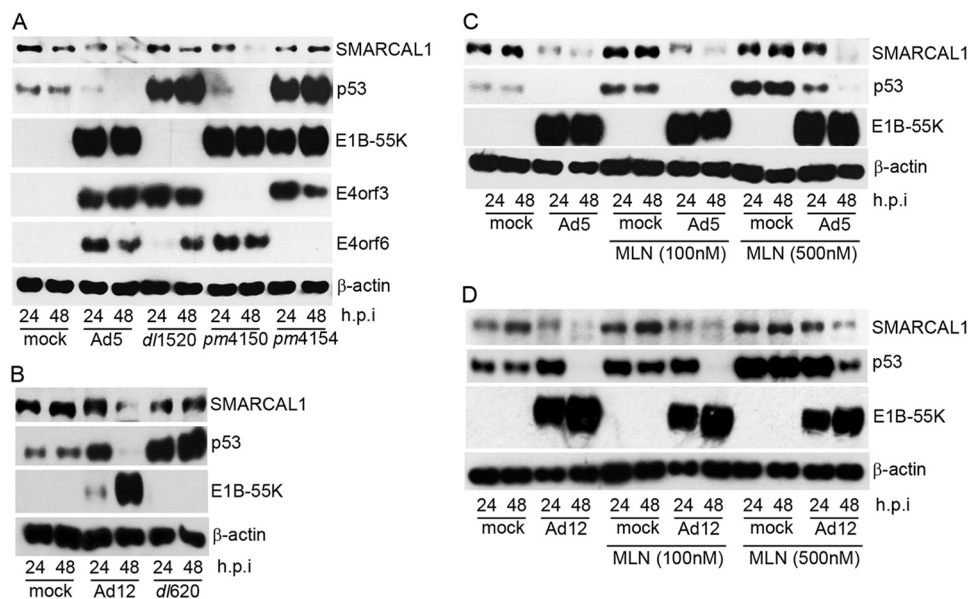 A
SMARCAL1
p53
E1B-55K
E4orf3
E4orf6
β-actin
24 48 24 48 24 48 24 48 24 48 h.p.i
mock Ad5 dl1520 pm4150 pm4154
B
SMARCAL1
p53
E1B-55K
β-actin
24 48 24 48 24 48 h.p.i
mock Ad12 dl620
C
SMARCAL1
p53
E1B-55K
β-actin
24 48 24 48 24 48 24 48 24 48 24 48 h.p.i
mock Ad5 mock Ad5 mock Ad5
MLN (100nM) MLN (500nM)
D
SMARCAL1
p53
E1B-55K
β-actin
24 48 24 48 24 48 24 48 24 48 24 48 h.p.i
mock Ad12 mock Ad12 mock Ad12
MLN (100nM) MLN (500nM)